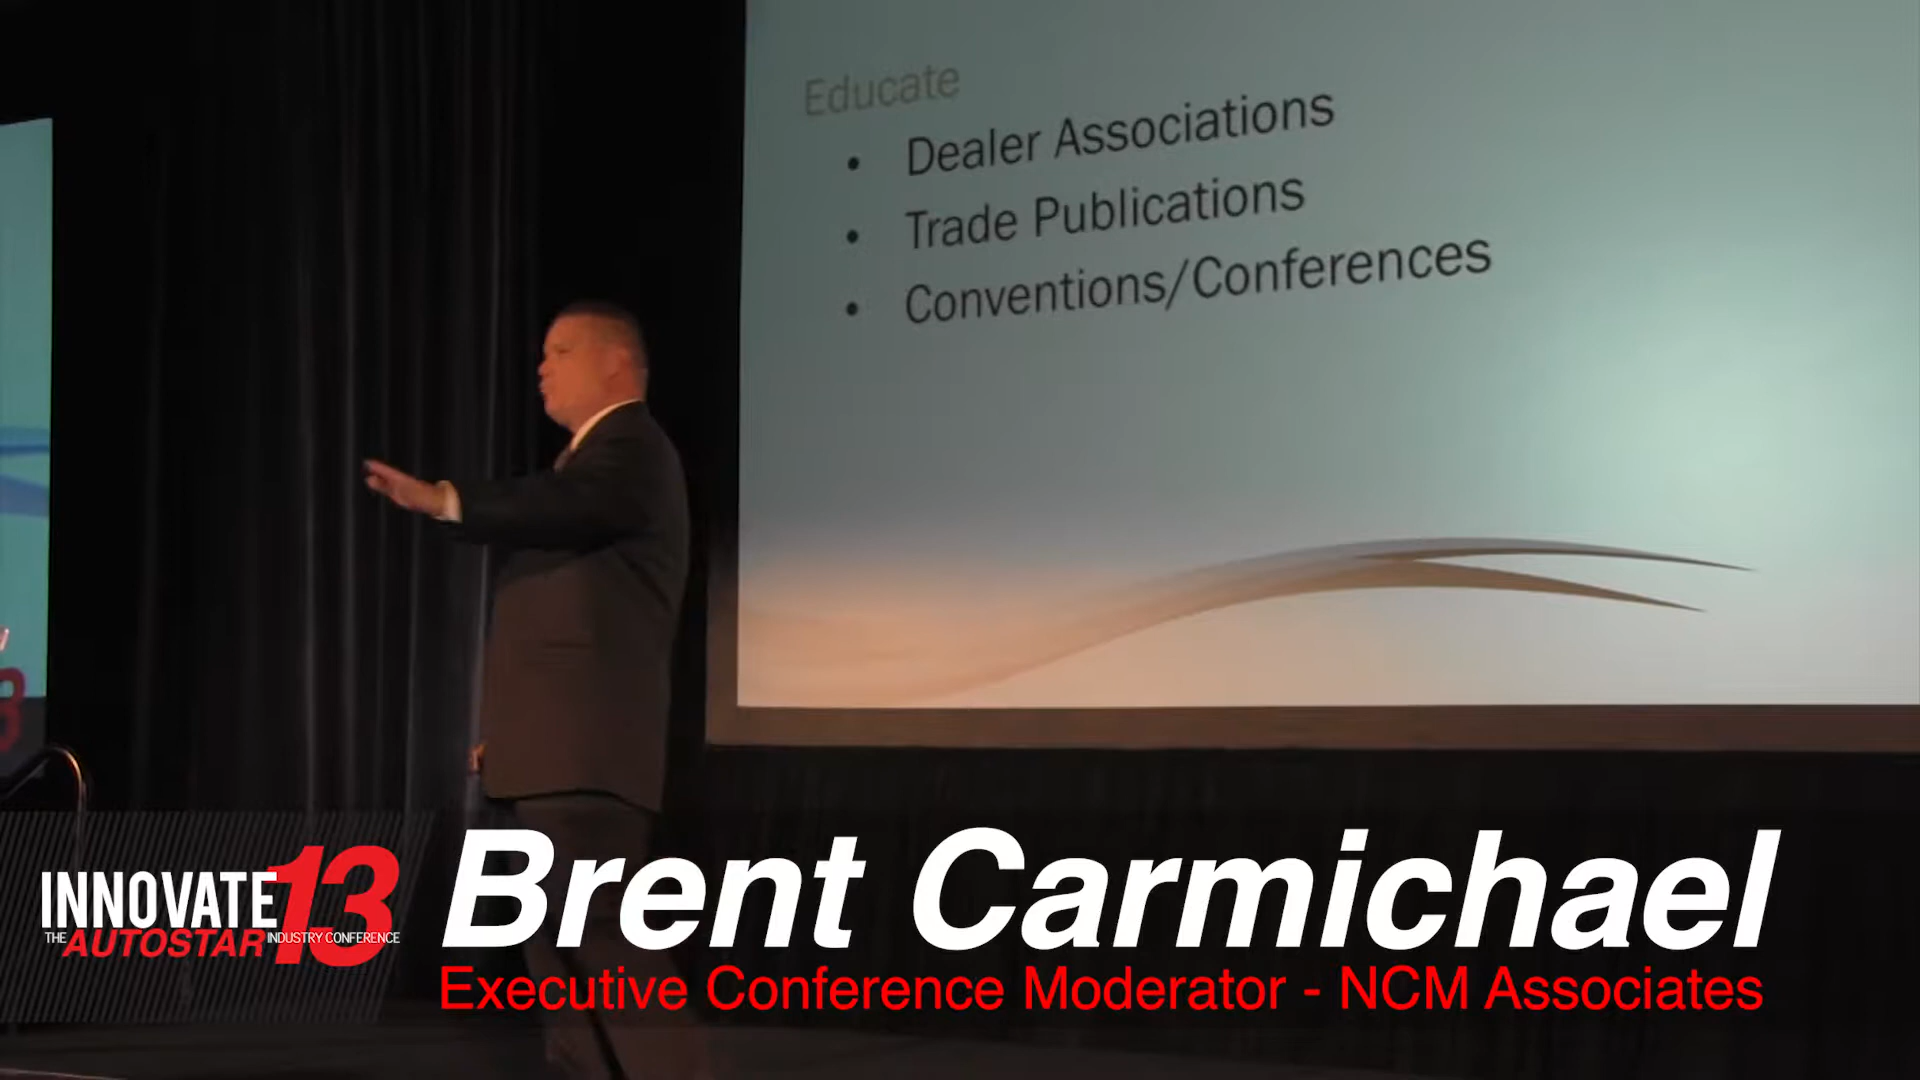 Educate
• Dealer Associations
• Trade Publications
• Conventions/Conferences
INNOVATE 13
THE AUTOSTAR INDUSTRY CONFERENCE
Brent Carmichael
Executive Conference Moderator - NCM Associates